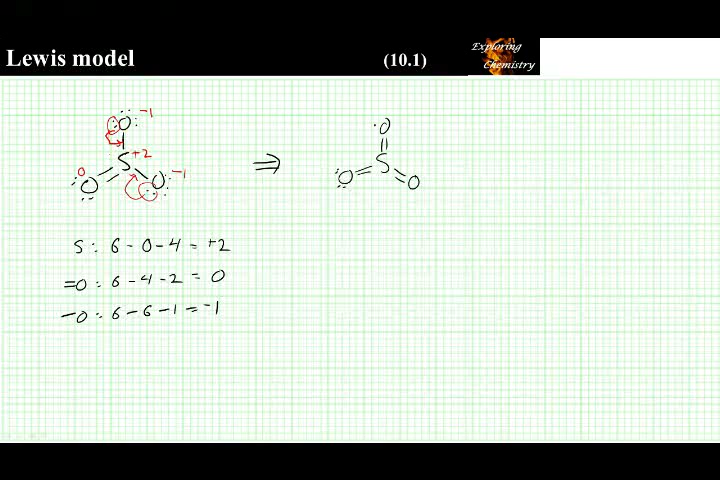 Lewis model
(10.1)
Exploring
Chemistry
O -1
S +2
0
O
O -1
⇒
O
S
O
O
S : 6 - 0 - 4 = +2
=O : 6 - 4 - 2 = 0
-O : 6 - 6 - 1 = -1